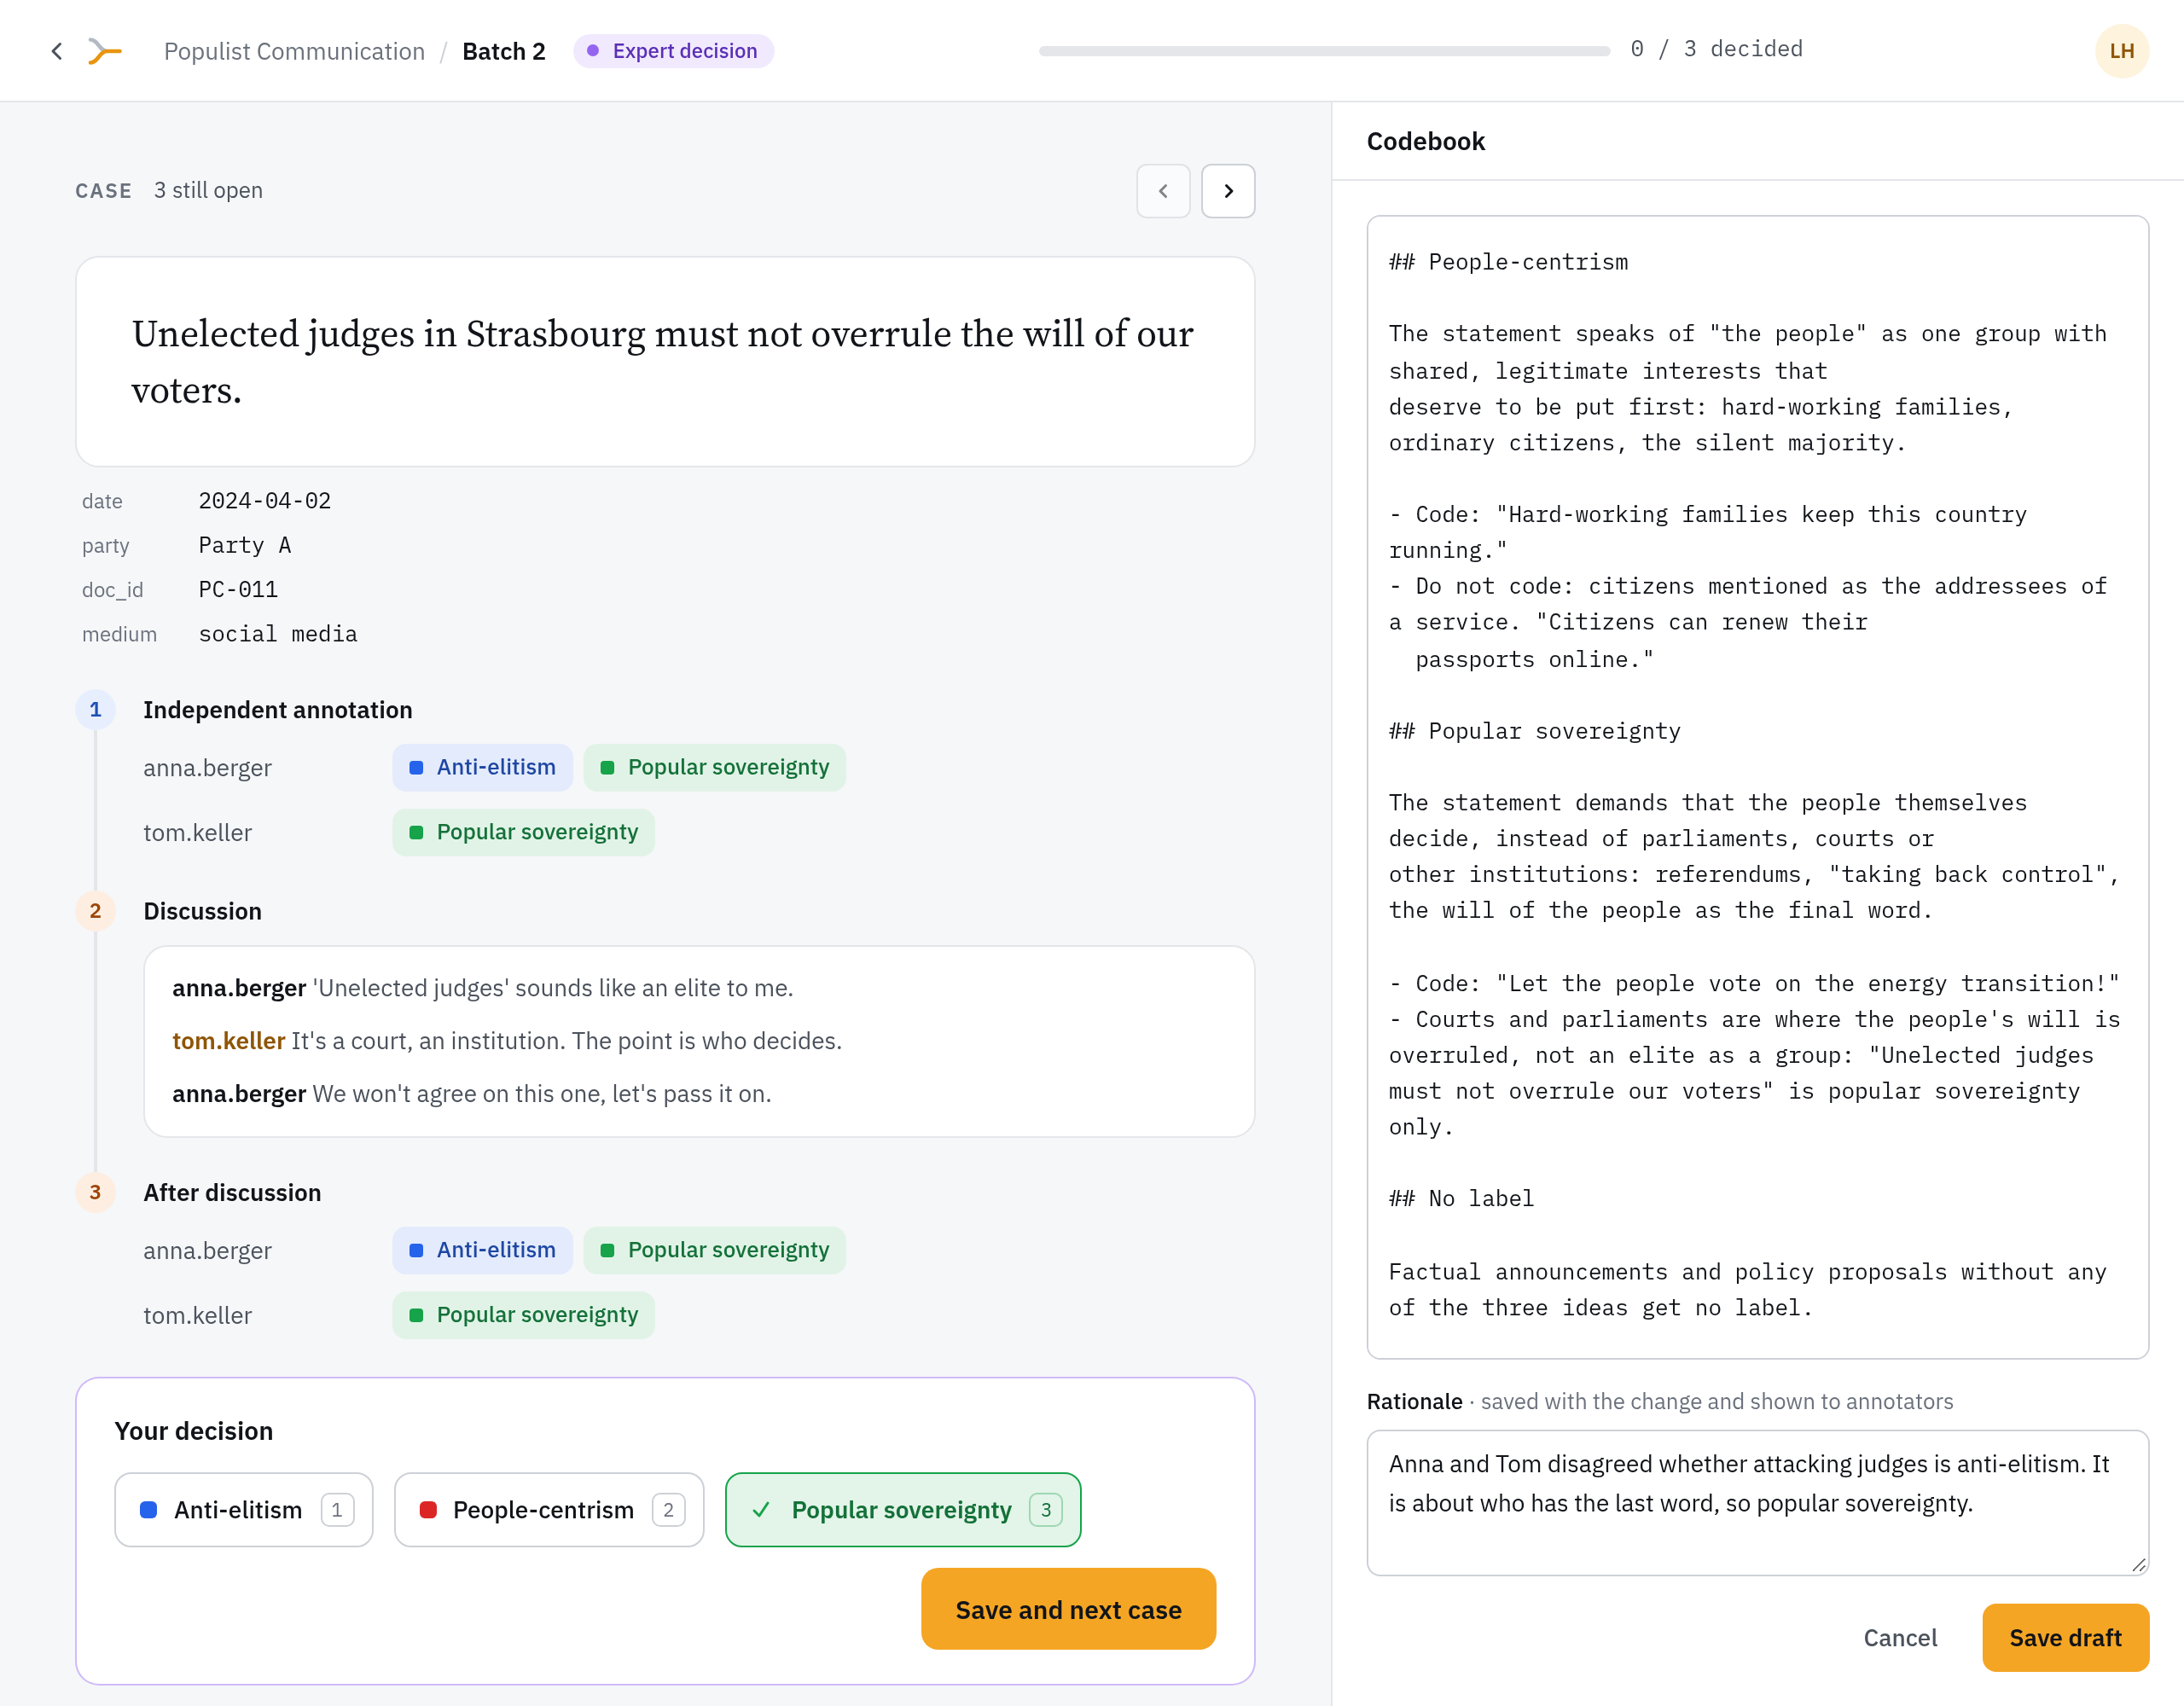 Populist Communication / Batch 2
Expert decision
0 / 3 decided
LH
CASE 3 still open
Unelected judges in Strasbourg must not overrule the will of our
voters.
date 2024-04-02
party Party A
doc_id PC-011
medium social media
1 Independent annotation
anna.berger Anti-elitism Popular sovereignty
tom.keller Popular sovereignty
2 Discussion
anna.berger 'Unelected judges' sounds like an elite to me.
tom.keller It's a court, an institution. The point is who decides.
anna.berger We won't agree on this one, let's pass it on.
3 After discussion
anna.berger Anti-elitism Popular sovereignty
tom.keller Popular sovereignty
Your decision
Anti-elitism 1 People-centrism 2 Popular sovereignty 3
Save and next case
Codebook
## People-centrism
The statement speaks of "the people" as one group with
shared, legitimate interests that
deserve to be put first: hard-working families,
ordinary citizens, the silent majority.
- Code: "Hard-working families keep this country
running."
- Do not code: citizens mentioned as the addressees of
a service. "Citizens can renew their
passports online."
## Popular sovereignty
The statement demands that the people themselves
decide, instead of parliaments, courts or
other institutions: referendums, "taking back control",
the will of the people as the final word.
- Code: "Let the people vote on the energy transition!"
- Courts and parliaments are where the people's will is
overruled, not an elite as a group: "Unelected judges
must not overrule our voters" is popular sovereignty
only.
## No label
Factual announcements and policy proposals without any
of the three ideas get no label.
Rationale · saved with the change and shown to annotators
Anna and Tom disagreed whether attacking judges is anti-elitism. It
is about who has the last word, so popular sovereignty.
Cancel
Save draft